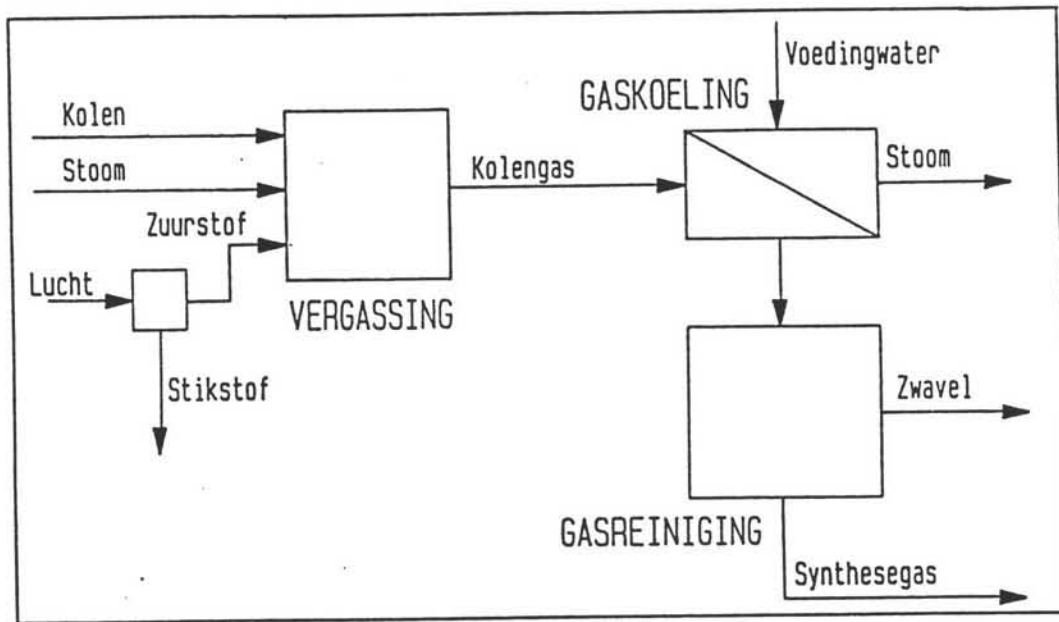 Voedingwater
GASKOELING
Kolen
Stoom
Kolengas
Stoom
Zuurstof
Lucht
VERGASSING
Stikstof
Zwavel
GASREINIGING
Synthesegas